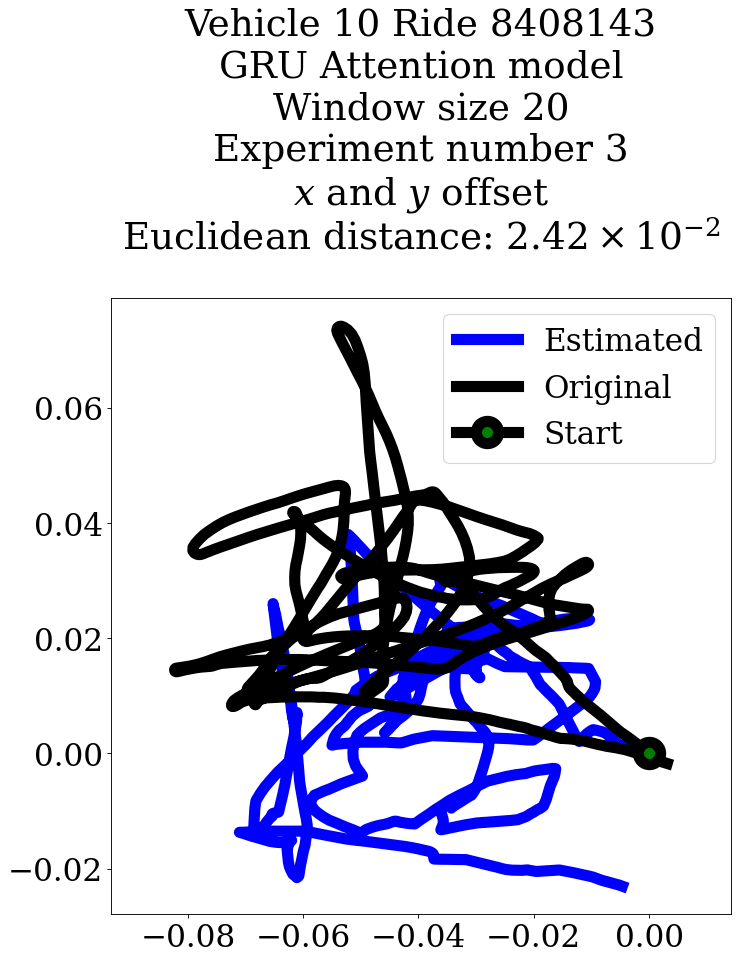 Vehicle 10 Ride 8408143
GRU Attention model
Window size 20
Experiment number 3
x and y offset
Euclidean distance: 2.42 × 10⁻²
Estimated
Original
Start
0.06
0.04
0.02
0.00
−0.02
−0.08 −0.06 −0.04 −0.02 0.00